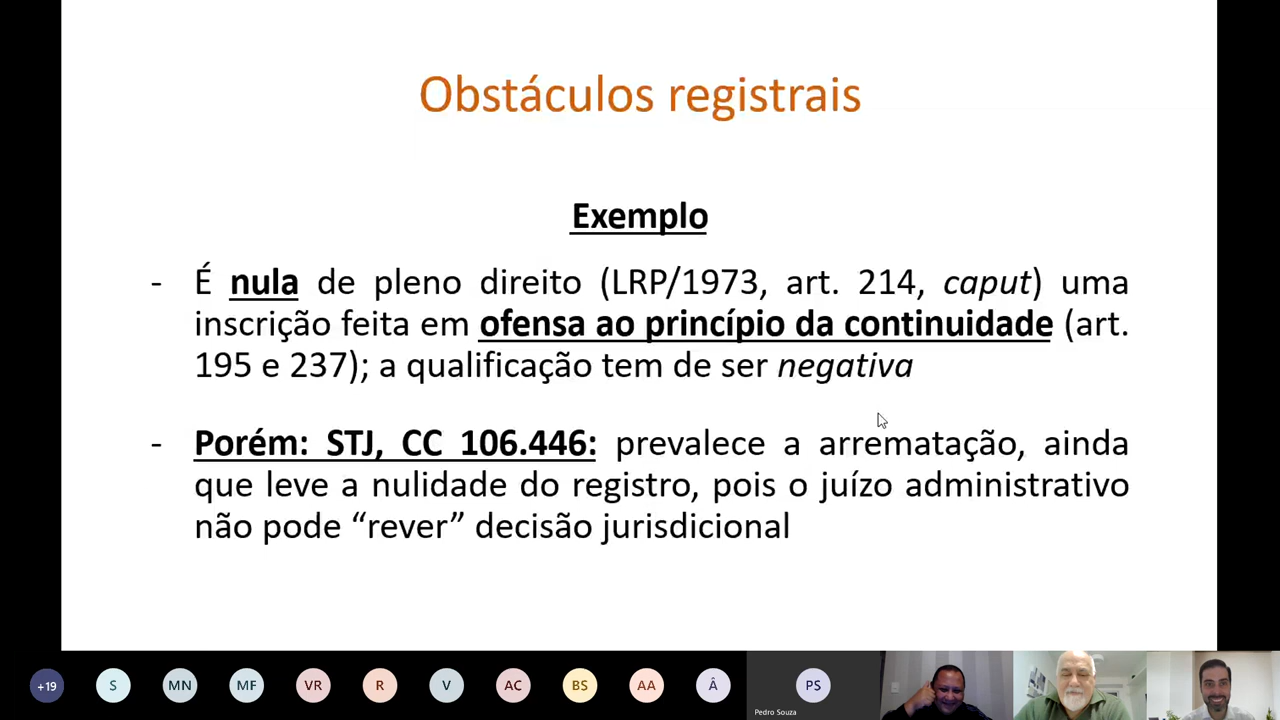 Obstáculos registrais
Exemplo
- É nula de pleno direito (LRP/1973, art. 214, caput) uma
inscrição feita em ofensa ao princípio da continuidade (art.
195 e 237); a qualificação tem de ser negativa
- Porém: STJ, CC 106.446: prevalece a arrematação, ainda
que leve a nulidade do registro, pois o juízo administrativo
não pode “rever” decisão jurisdicional
+19 S MN MF VR R V AC BS AA Â PS
Pedro Souza